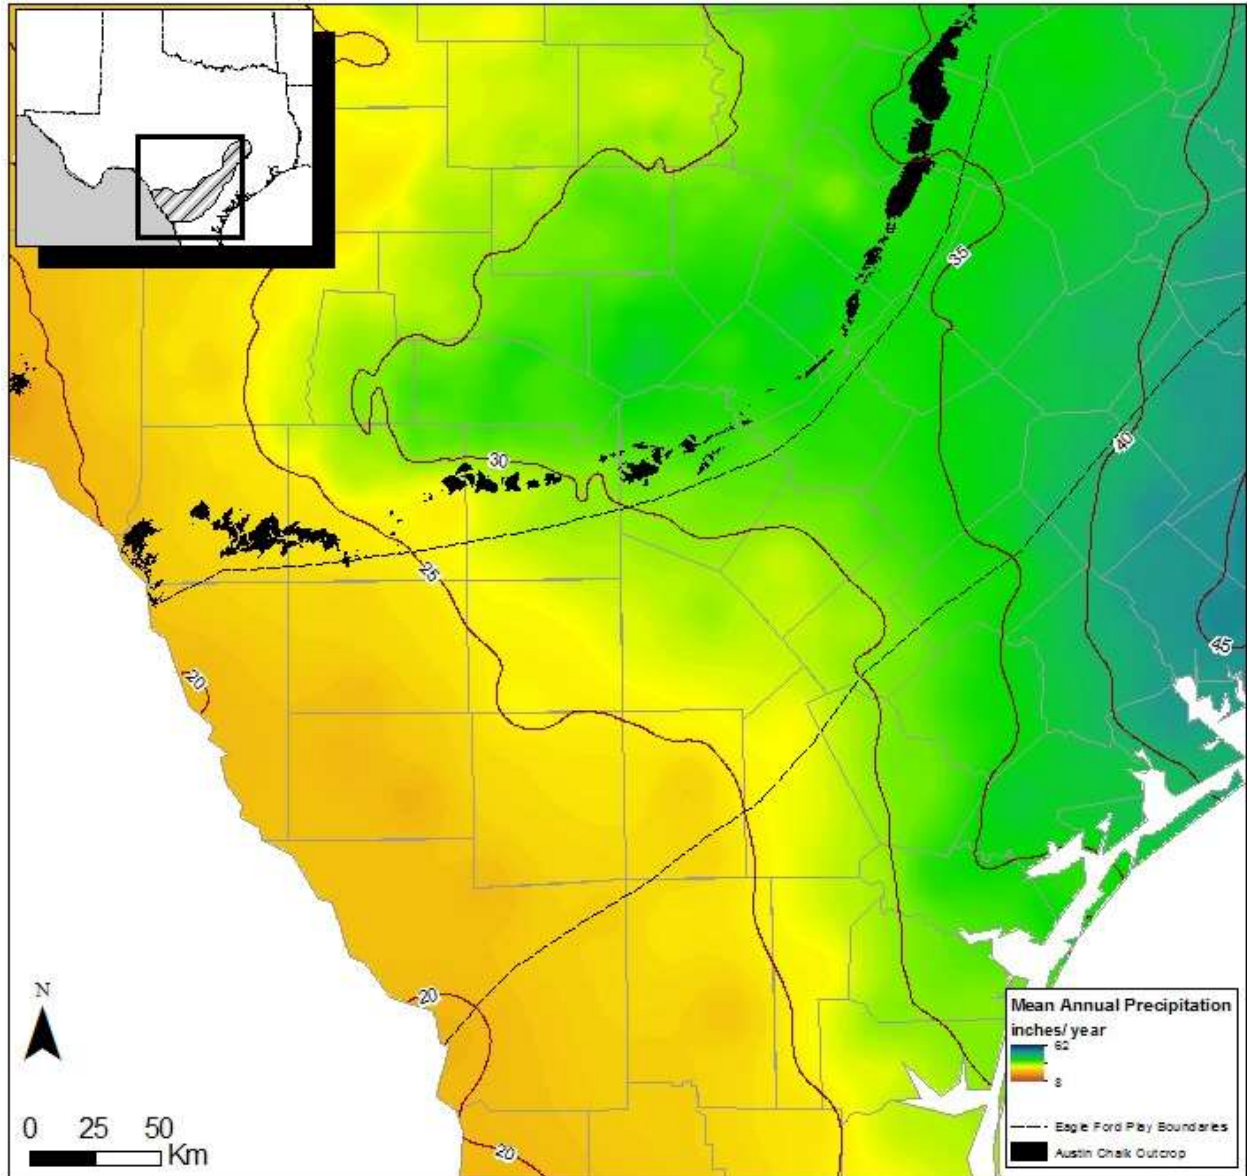 35
40
30
25
45
20
20
20
N
0 25 50
Km
Mean Annual Precipitation
inches/ year
62
8
Eagle Ford Play Boundaries
Austin Chalk Outcrop